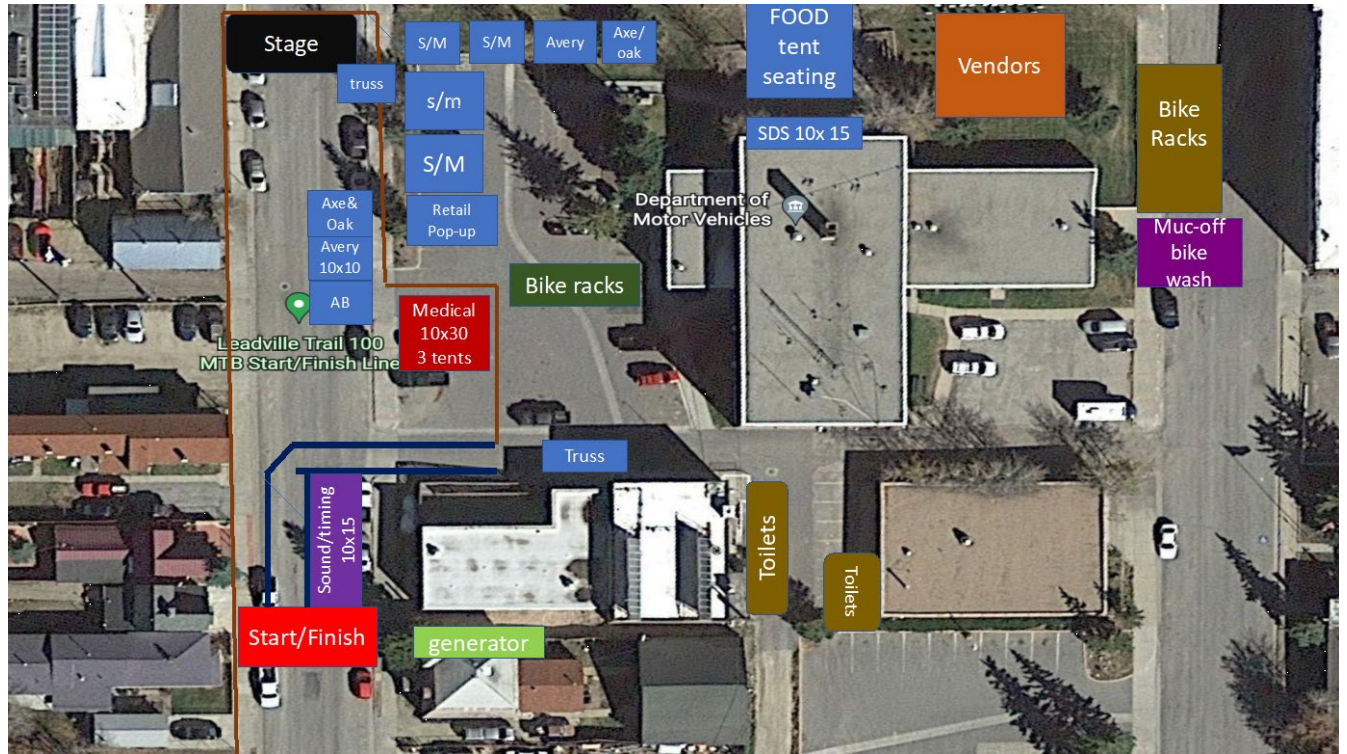 Stage
S/M
S/M
Avery
Axe/
oak
FOOD
tent
seating
Vendors
truss
s/m
Bike
Racks
SDS 10x 15
S/M
Department of
Motor Vehicles
Axe&
Oak
Retail
Pop-up
Avery
10x10
Muc-off
bike
wash
Bike racks
AB
Medical
10x30
3 tents
Leadville Trail 100
MTB Start/Finish Line
Truss
Sound/timing
10x15
Toilets
Toilets
Start/Finish
generator